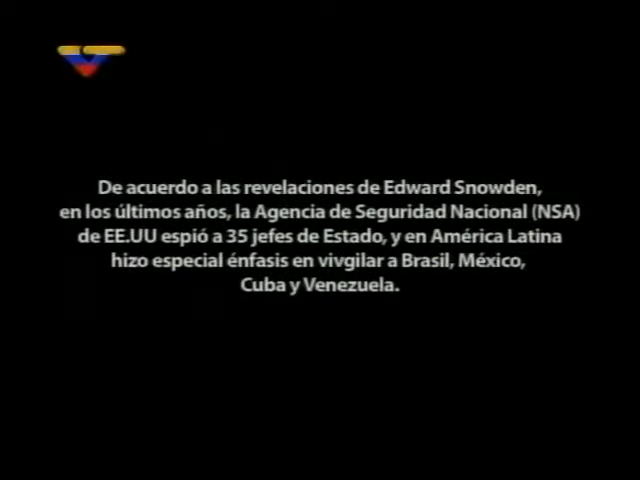 De acuerdo a las revelaciones de Edward Snowden,
en los últimos años, la Agencia de Seguridad Nacional (NSA)
de EE.UU espió a 35 jefes de Estado, y en América Latina
hizo especial énfasis en vivgilar a Brasil, México,
Cuba y Venezuela.